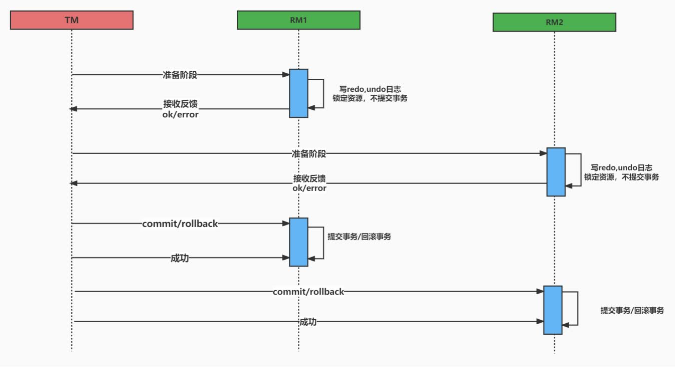 TM
RM1
RM2
准备阶段
写redo,undo日志
锁定资源，不提交事务
接收反馈
ok/error
准备阶段
写redo,undo日志
锁定资源，不提交事务
接收反馈
ok/error
commit/rollback
提交事务/回滚事务
成功
commit/rollback
提交事务/回滚事务
成功